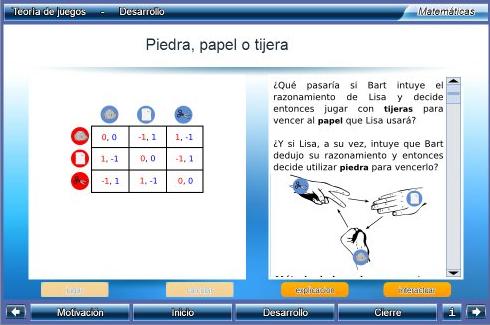 Teoría de juegos - Desarrollo
Matemáticas
Piedra, papel o tijera
0, 0 -1, 1 1, -1
1, -1 0, 0 -1, 1
-1, 1 1, -1 0, 0
¿Qué pasaría si Bart intuye el
razonamiento de Lisa y decide
entonces jugar con tijeras para
vencer al papel que Lisa usará?
¿Y si Lisa, a su vez, intuye que Bart
dedujo su razonamiento y entonces
decide utilizar piedra para vencerlo?
explicación
interactuar
Motivación
Inicio
Desarrollo
Cierre
i